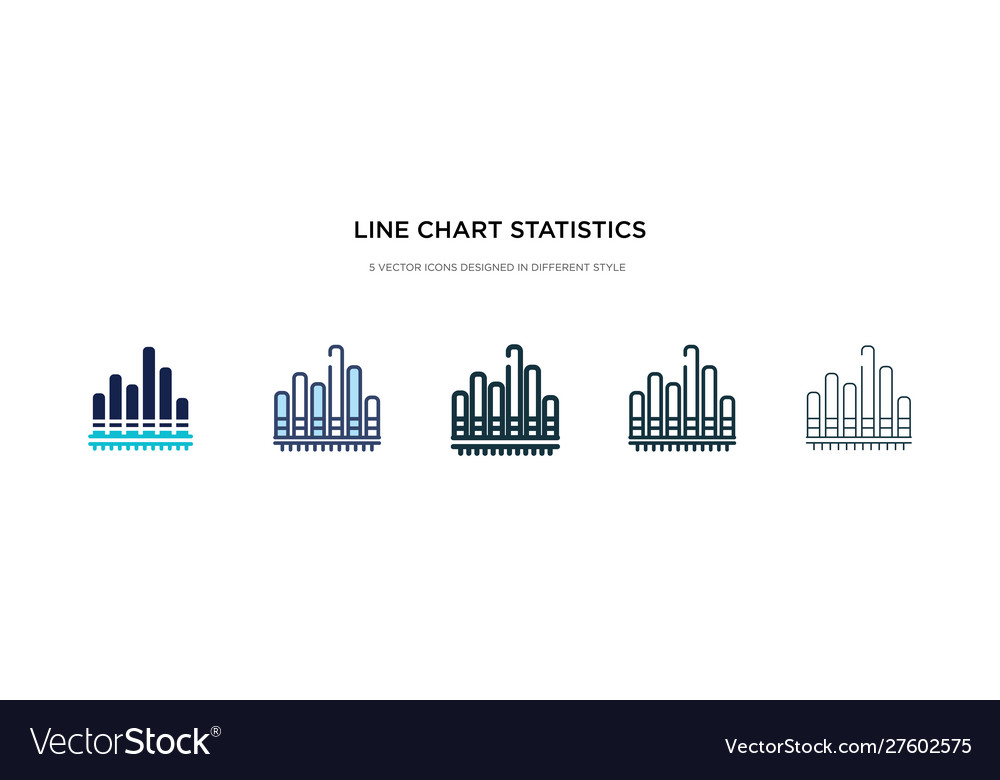 LINE CHART STATISTICS
5 VECTOR ICONS DESIGNED IN DIFFERENT STYLE
VectorStock®
VectorStock.com/27602575